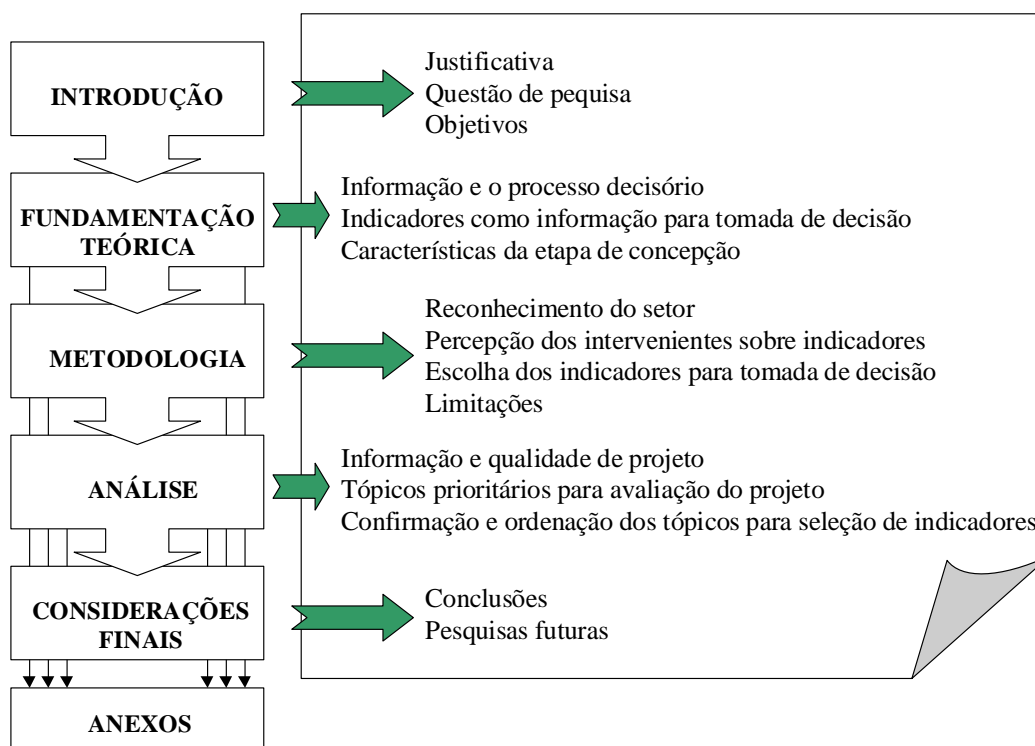 INTRODUÇÃO
Justificativa
Questão de pequisa
Objetivos
FUNDAMENTAÇÃO
TEÓRICA
Informação e o processo decisório
Indicadores como informação para tomada de decisão
Características da etapa de concepção
METODOLOGIA
Reconhecimento do setor
Percepção dos intervenientes sobre indicadores
Escolha dos indicadores para tomada de decisão
Limitações
ANÁLISE
Informação e qualidade de projeto
Tópicos prioritários para avaliação do projeto
Confirmação e ordenação dos tópicos para seleção de indicadores
CONSIDERAÇÕES
FINAIS
Conclusões
Pesquisas futuras
ANEXOS